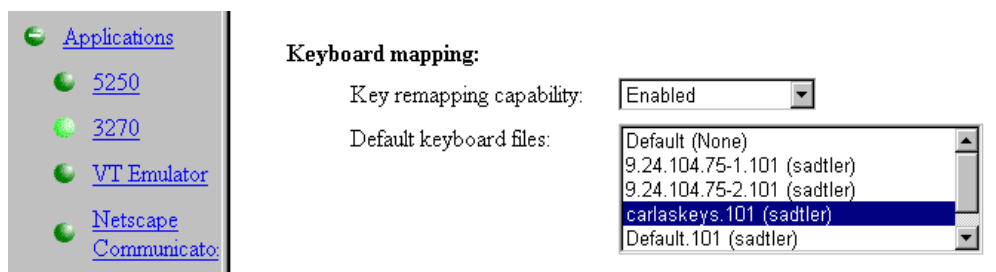 Applications
5250
3270
VT Emulator
Netscape
Communicato
Keyboard mapping:
Key remapping capability: Enabled
Default keyboard files:
Default (None)
9.24.104.75-1.101 (sadtler)
9.24.104.75-2.101 (sadtler)
carlaskeys.101 (sadtler)
Default.101 (sadtler)